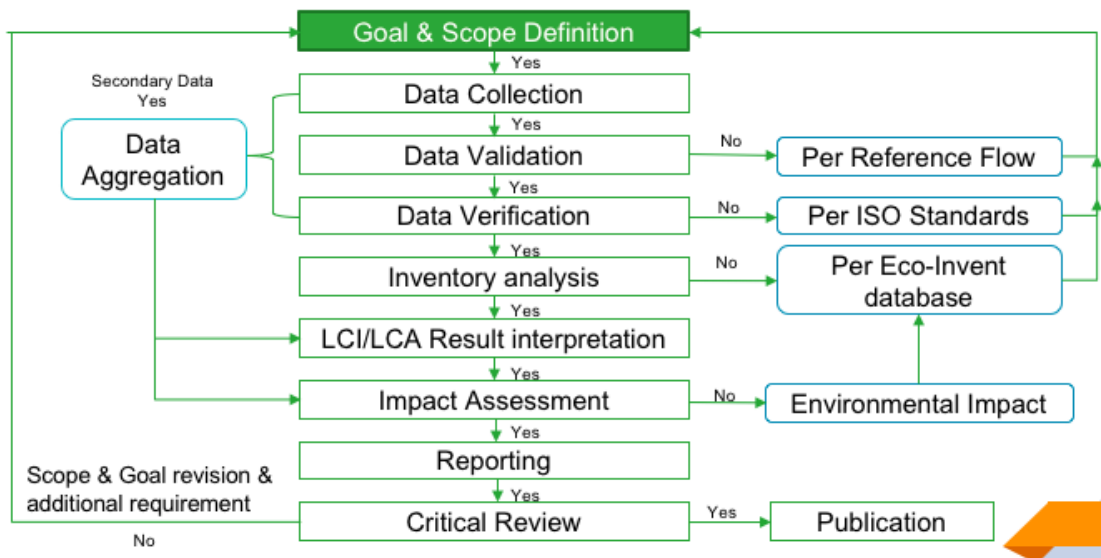 Goal & Scope Definition
Yes
Secondary Data
Yes
Data Collection
Yes
Data
Aggregation
Data Validation
No
Per Reference Flow
Yes
Data Verification
No
Per ISO Standards
Yes
Inventory analysis
No
Per Eco-Invent
database
Yes
LCI/LCA Result interpretation
Yes
Impact Assessment
No
Environmental Impact
Yes
Reporting
Scope & Goal revision &
additional requirement
Yes
Critical Review
Yes
Publication
No